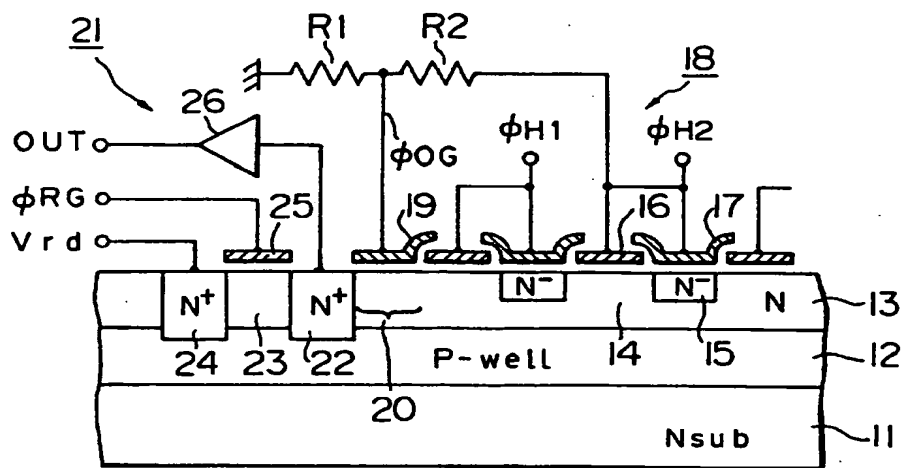 R1 R2
21 18
26 φH1 φH2
OUT φOG
φRG 25 19 16 17
Vrd
N+ N+ N- N- N 13
24 23 22 14 15
P-well 12
20
Nsub 11